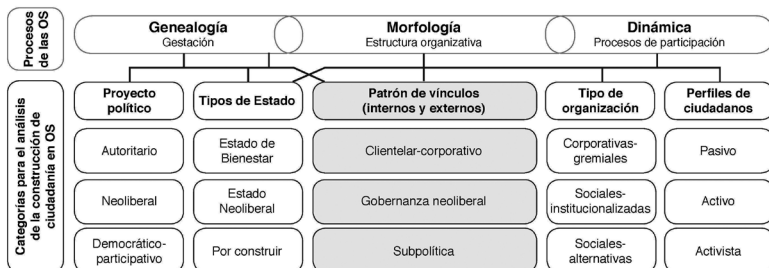 Procesos
de las OS
Genealogía
Gestación
Morfología
Estructura organizativa
Dinámica
Procesos de participación
Categorías para el análisis
de la construcción de
ciudadanía en OS
Proyecto
político
Tipos de Estado
Patrón de vínculos
(internos y externos)
Tipo de
organización
Perfiles de
ciudadanos
Autoritario
Estado de
Bienestar
Clientelar-corporativo
Corporativas-
gremiales
Pasivo
Neoliberal
Estado
Neoliberal
Gobernanza neoliberal
Sociales-
institucionalizadas
Activo
Democrático-
participativo
Por construir
Subpolítica
Sociales-
alternativas
Activista